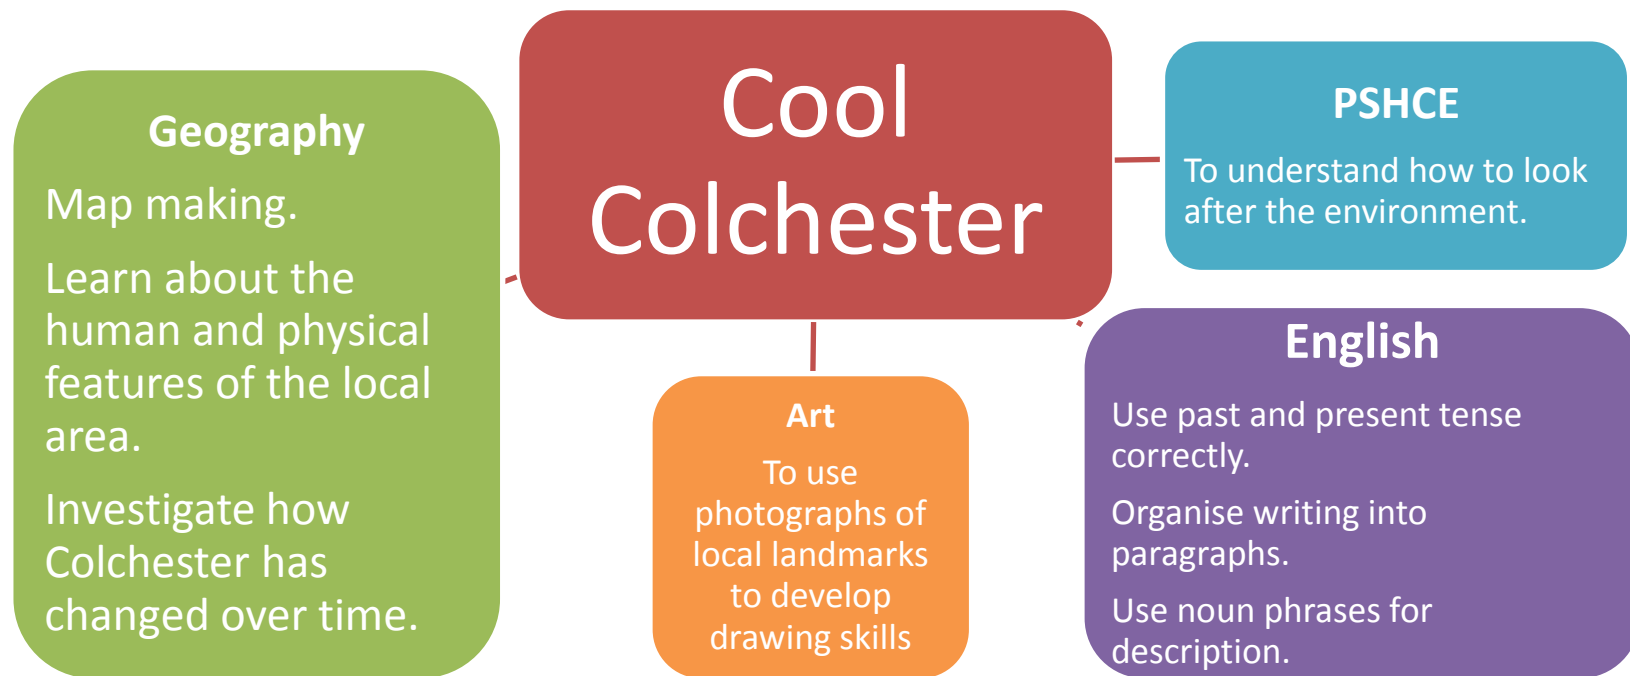 Cool
Colchester
Geography
Map making.
Learn about the
human and physical
features of the local
area.
Investigate how
Colchester has
changed over time.
Art
To use
photographs of
local landmarks
to develop
drawing skills
PSHCE
To understand how to look
after the environment.
English
Use past and present tense
correctly.
Organise writing into
paragraphs.
Use noun phrases for
description.